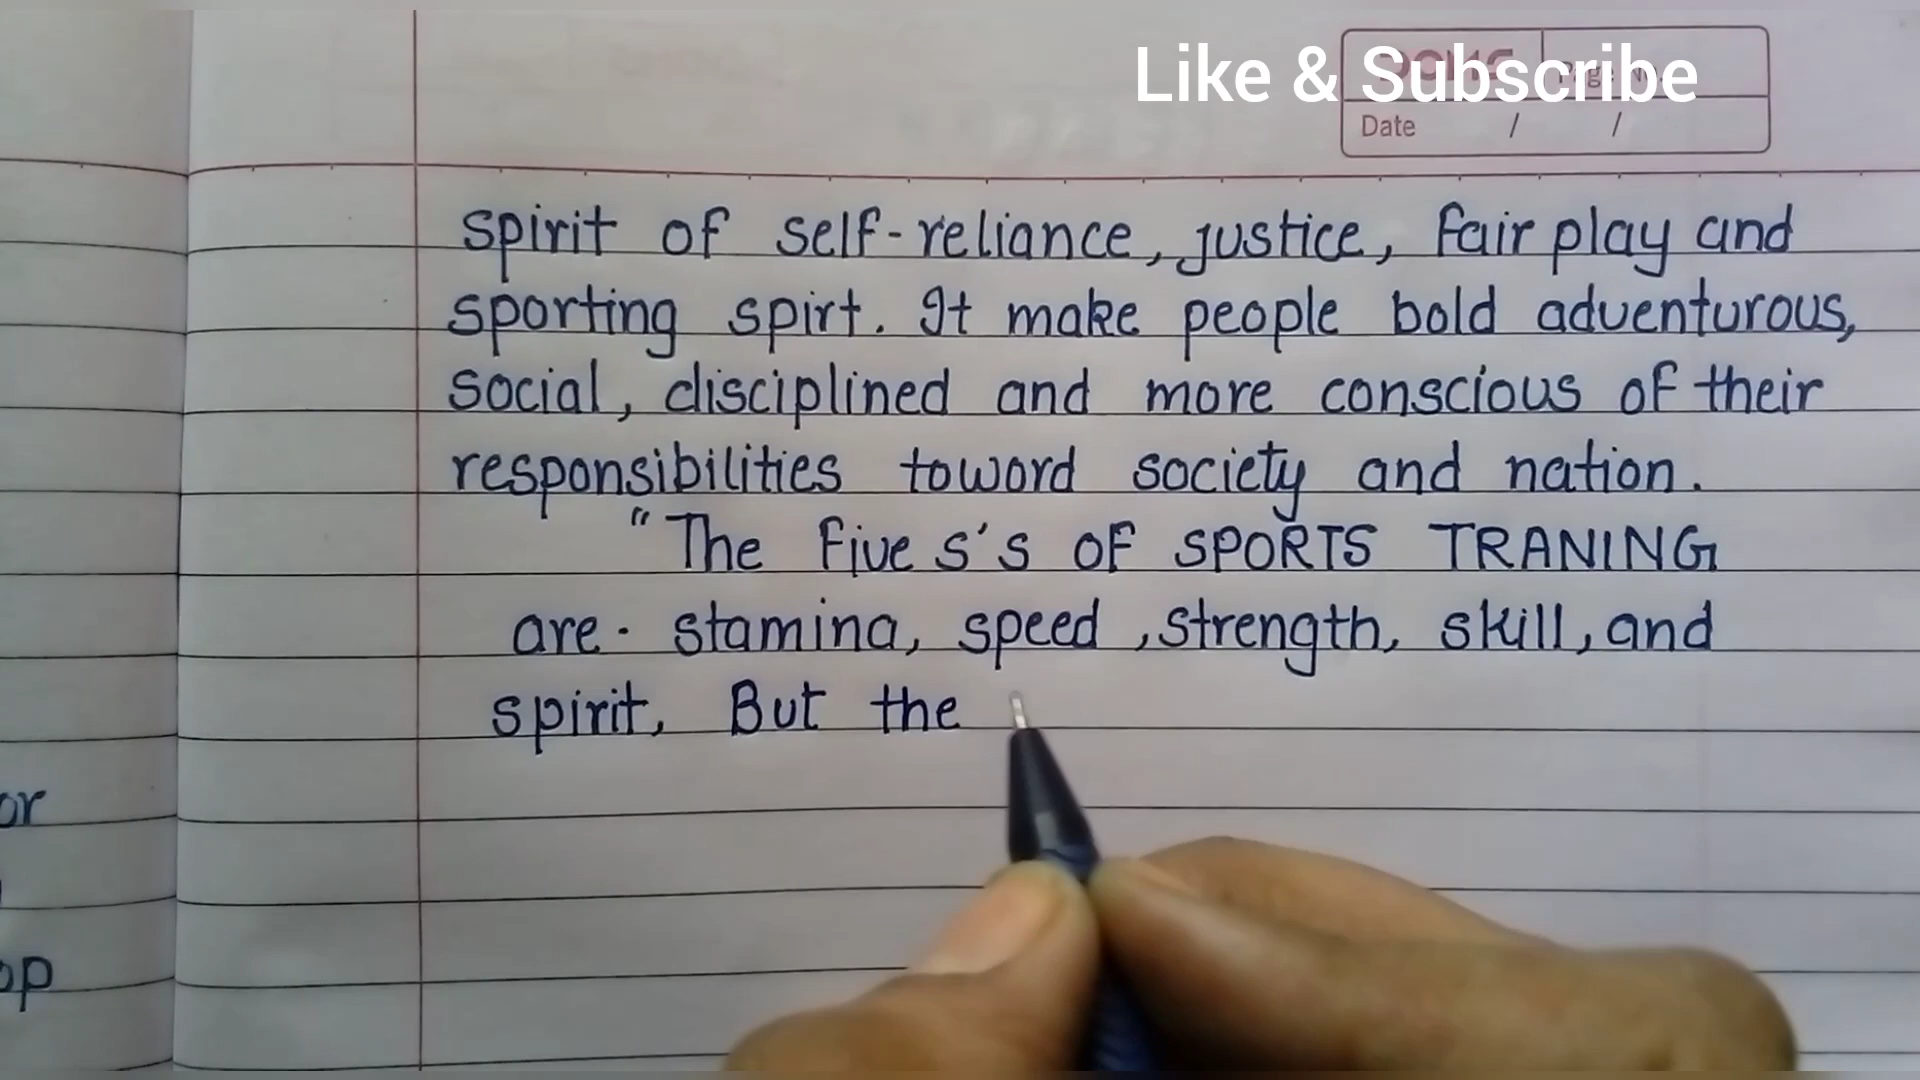 Like & Subscribe
Date / /
spirit of self-reliance, justice, fair play and
sporting spirt. It make people bold adventurous,
social, disciplined and more conscious of their
responsibilities toword society and nation.
"The five s's OF SPORTS TRANING
are. stamina, speed ,strength, skill, and
spirit, But the
or
op